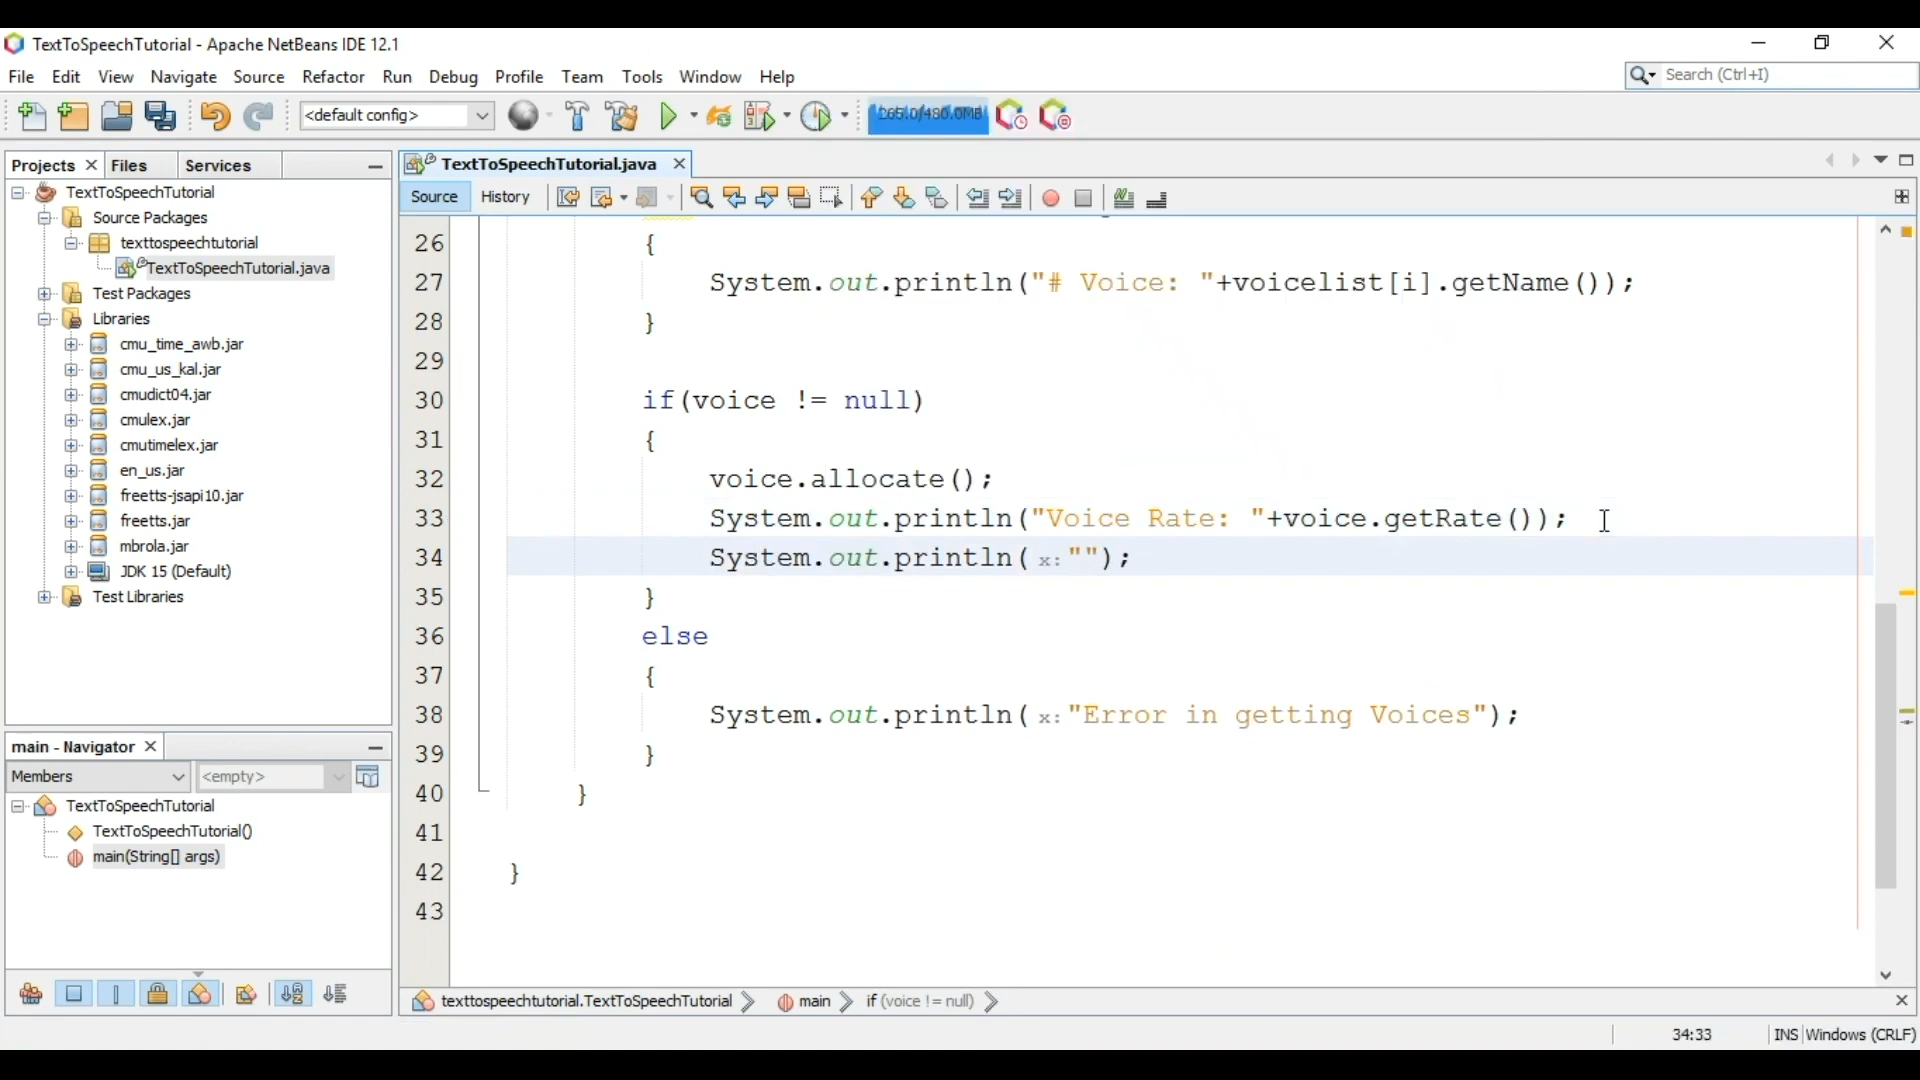 TextToSpeechTutorial - Apache NetBeans IDE 12.1
File Edit View Navigate Source Refactor Run Debug Profile Team Tools Window Help
Search (Ctrl+I)
<default config>
265.0/480.0MB
Projects Files Services
TextToSpeechTutorial
Source Packages
texttospeechtutorial
TextToSpeechTutorial.java
Test Packages
Libraries
cmu_time_awb.jar
cmu_us_kal.jar
cmudict04.jar
cmulex.jar
cmutimelex.jar
en_us.jar
freetts-jsapi10.jar
freetts.jar
mbrola.jar
JDK 15 (Default)
Test Libraries
main - Navigator
Members <empty>
TextToSpeechTutorial
TextToSpeechTutorial()
main(String[] args)
TextToSpeechTutorial.java
Source History
26 {
27 System.out.println("# Voice: "+voicelist[i].getName());
28 }
29
30 if(voice != null)
31 {
32 voice.allocate();
33 System.out.println("Voice Rate: "+voice.getRate());
34 System.out.println( x: "");
35 }
36 else
37 {
38 System.out.println( x: "Error in getting Voices");
39 }
40 }
41
42 }
43
texttospeechtutorial.TextToSpeechTutorial main if (voice != null)
34:33 INS Windows (CRLF)